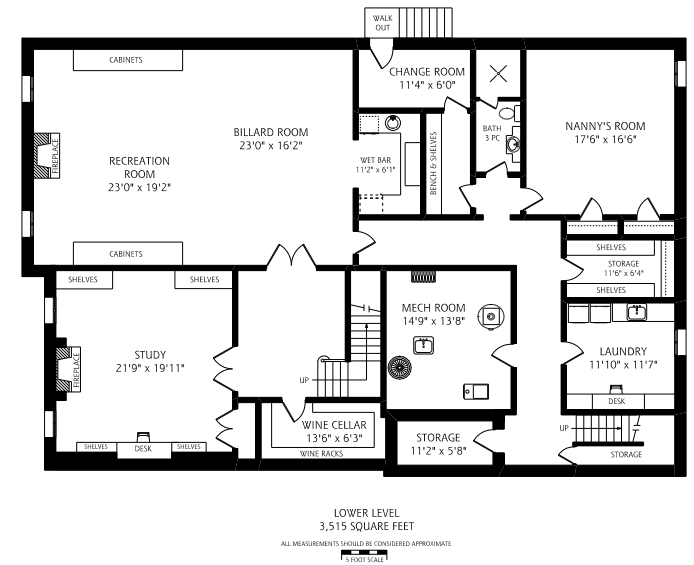 WALK
OUT
CABINETS
CHANGE ROOM
11'4" x 6'0"
BILLARD ROOM
23'0" x 16'2"
NANNY'S ROOM
17'6" x 16'6"
BATH
3 PC
FIREPLACE
RECREATION
ROOM
23'0" x 19'2"
WET BAR
11'2" x 6'1"
BENCH & SHELVES
CABINETS
SHELVES
STORAGE
11'6" x 6'4"
SHELVES
SHELVES
SHELVES
MECH ROOM
14'9" x 13'8"
STUDY
21'9" x 19'11"
FIREPLACE
UP
LAUNDRY
11'10" x 11'7"
DESK
WINE CELLAR
13'6" x 6'3"
WINE RACKS
STORAGE
11'2" x 5'8"
UP
STORAGE
SHELVES
DESK
SHELVES
LOWER LEVEL
3,515 SQUARE FEET
ALL MEASUREMENTS SHOULD BE CONSIDERED APPROXIMATE
5 FOOT SCALE